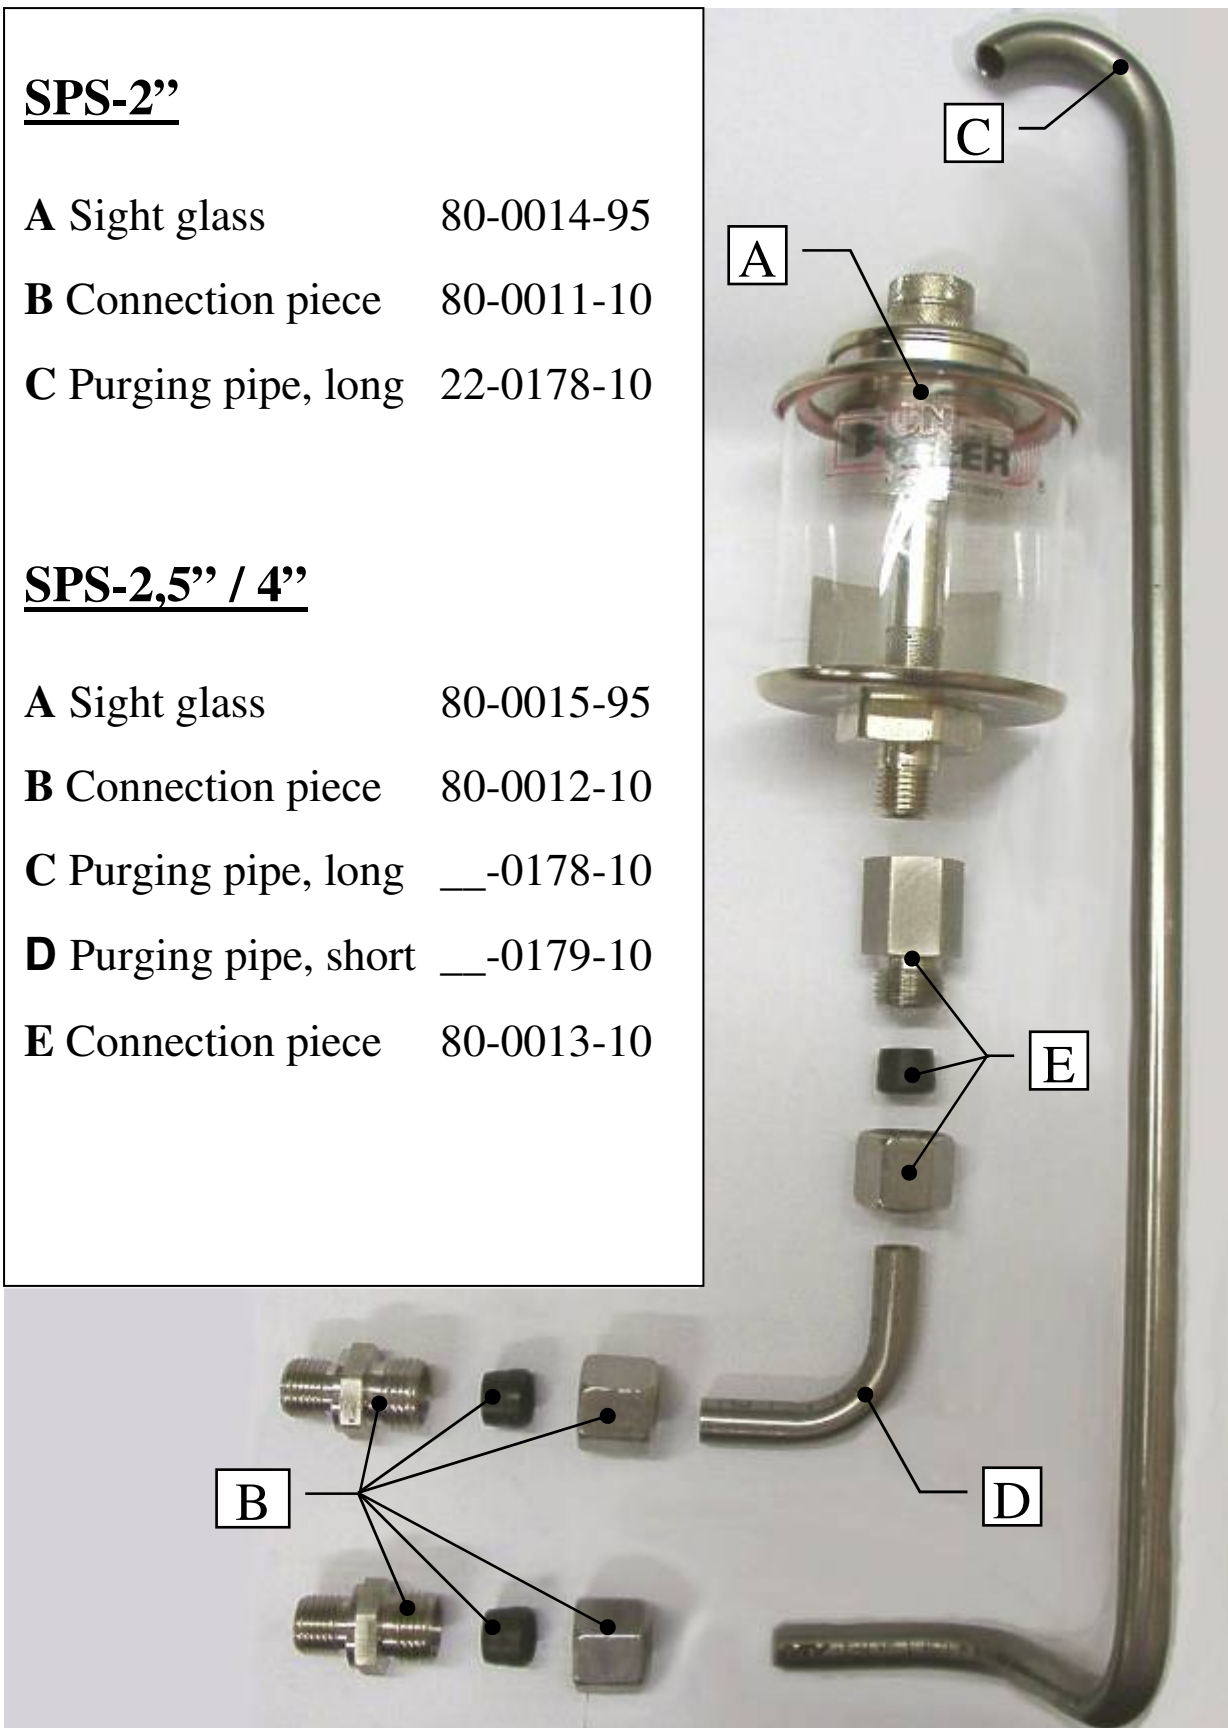 SPS-2”
A Sight glass 80-0014-95
B Connection piece 80-0011-10
C Purging pipe, long 22-0178-10
SPS-2,5” / 4”
A Sight glass 80-0015-95
B Connection piece 80-0012-10
C Purging pipe, long __-0178-10
D Purging pipe, short __-0179-10
E Connection piece 80-0013-10
C
A
E
B
D